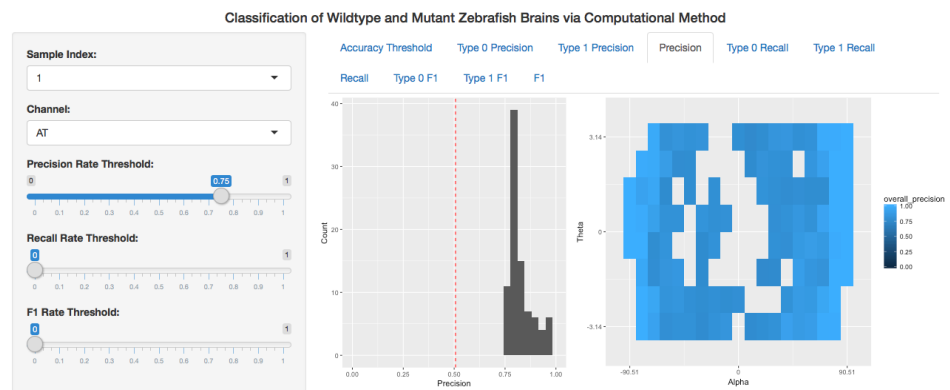 Classification of Wildtype and Mutant Zebrafish Brains via Computational Method
Sample Index:
1
Channel:
AT
Precision Rate Threshold:
0 0.75 1
0 0.1 0.2 0.3 0.4 0.5 0.6 0.7 0.8 0.9 1
Recall Rate Threshold:
0 1
0 0.1 0.2 0.3 0.4 0.5 0.6 0.7 0.8 0.9 1
F1 Rate Threshold:
0 1
0 0.1 0.2 0.3 0.4 0.5 0.6 0.7 0.8 0.9 1
Accuracy Threshold Type 0 Precision Type 1 Precision Precision Type 0 Recall Type 1 Recall
Recall Type 0 F1 Type 1 F1 F1
40
30
20
10
0
Count
0.00 0.25 0.50 0.75 1.00
Precision
3.14
0
-3.14
Theta
-90.51 0 90.51
Alpha
overall_precision
1.00
0.75
0.50
0.25
0.00